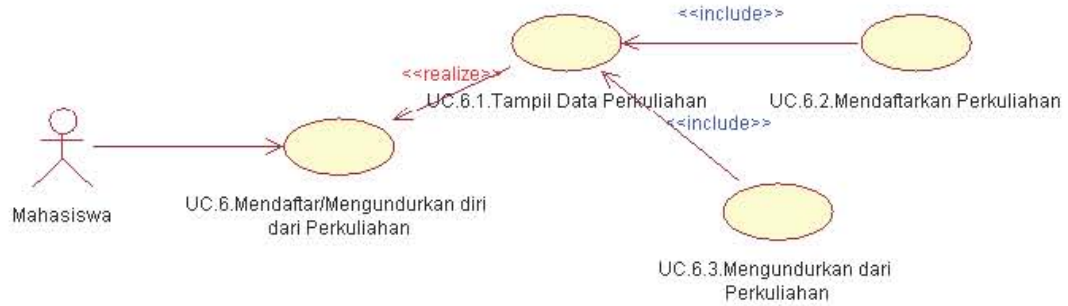 <<include>>
<<realize>>
UC.6.1.Tampil Data Perkuliahan
UC.6.2.Mendaftarkan Perkuliahan
<<include>>
Mahasiswa
UC.6.Mendaftar/Mengundurkan diri
dari Perkuliahan
UC.6.3.Mengundurkan dari
Perkuliahan